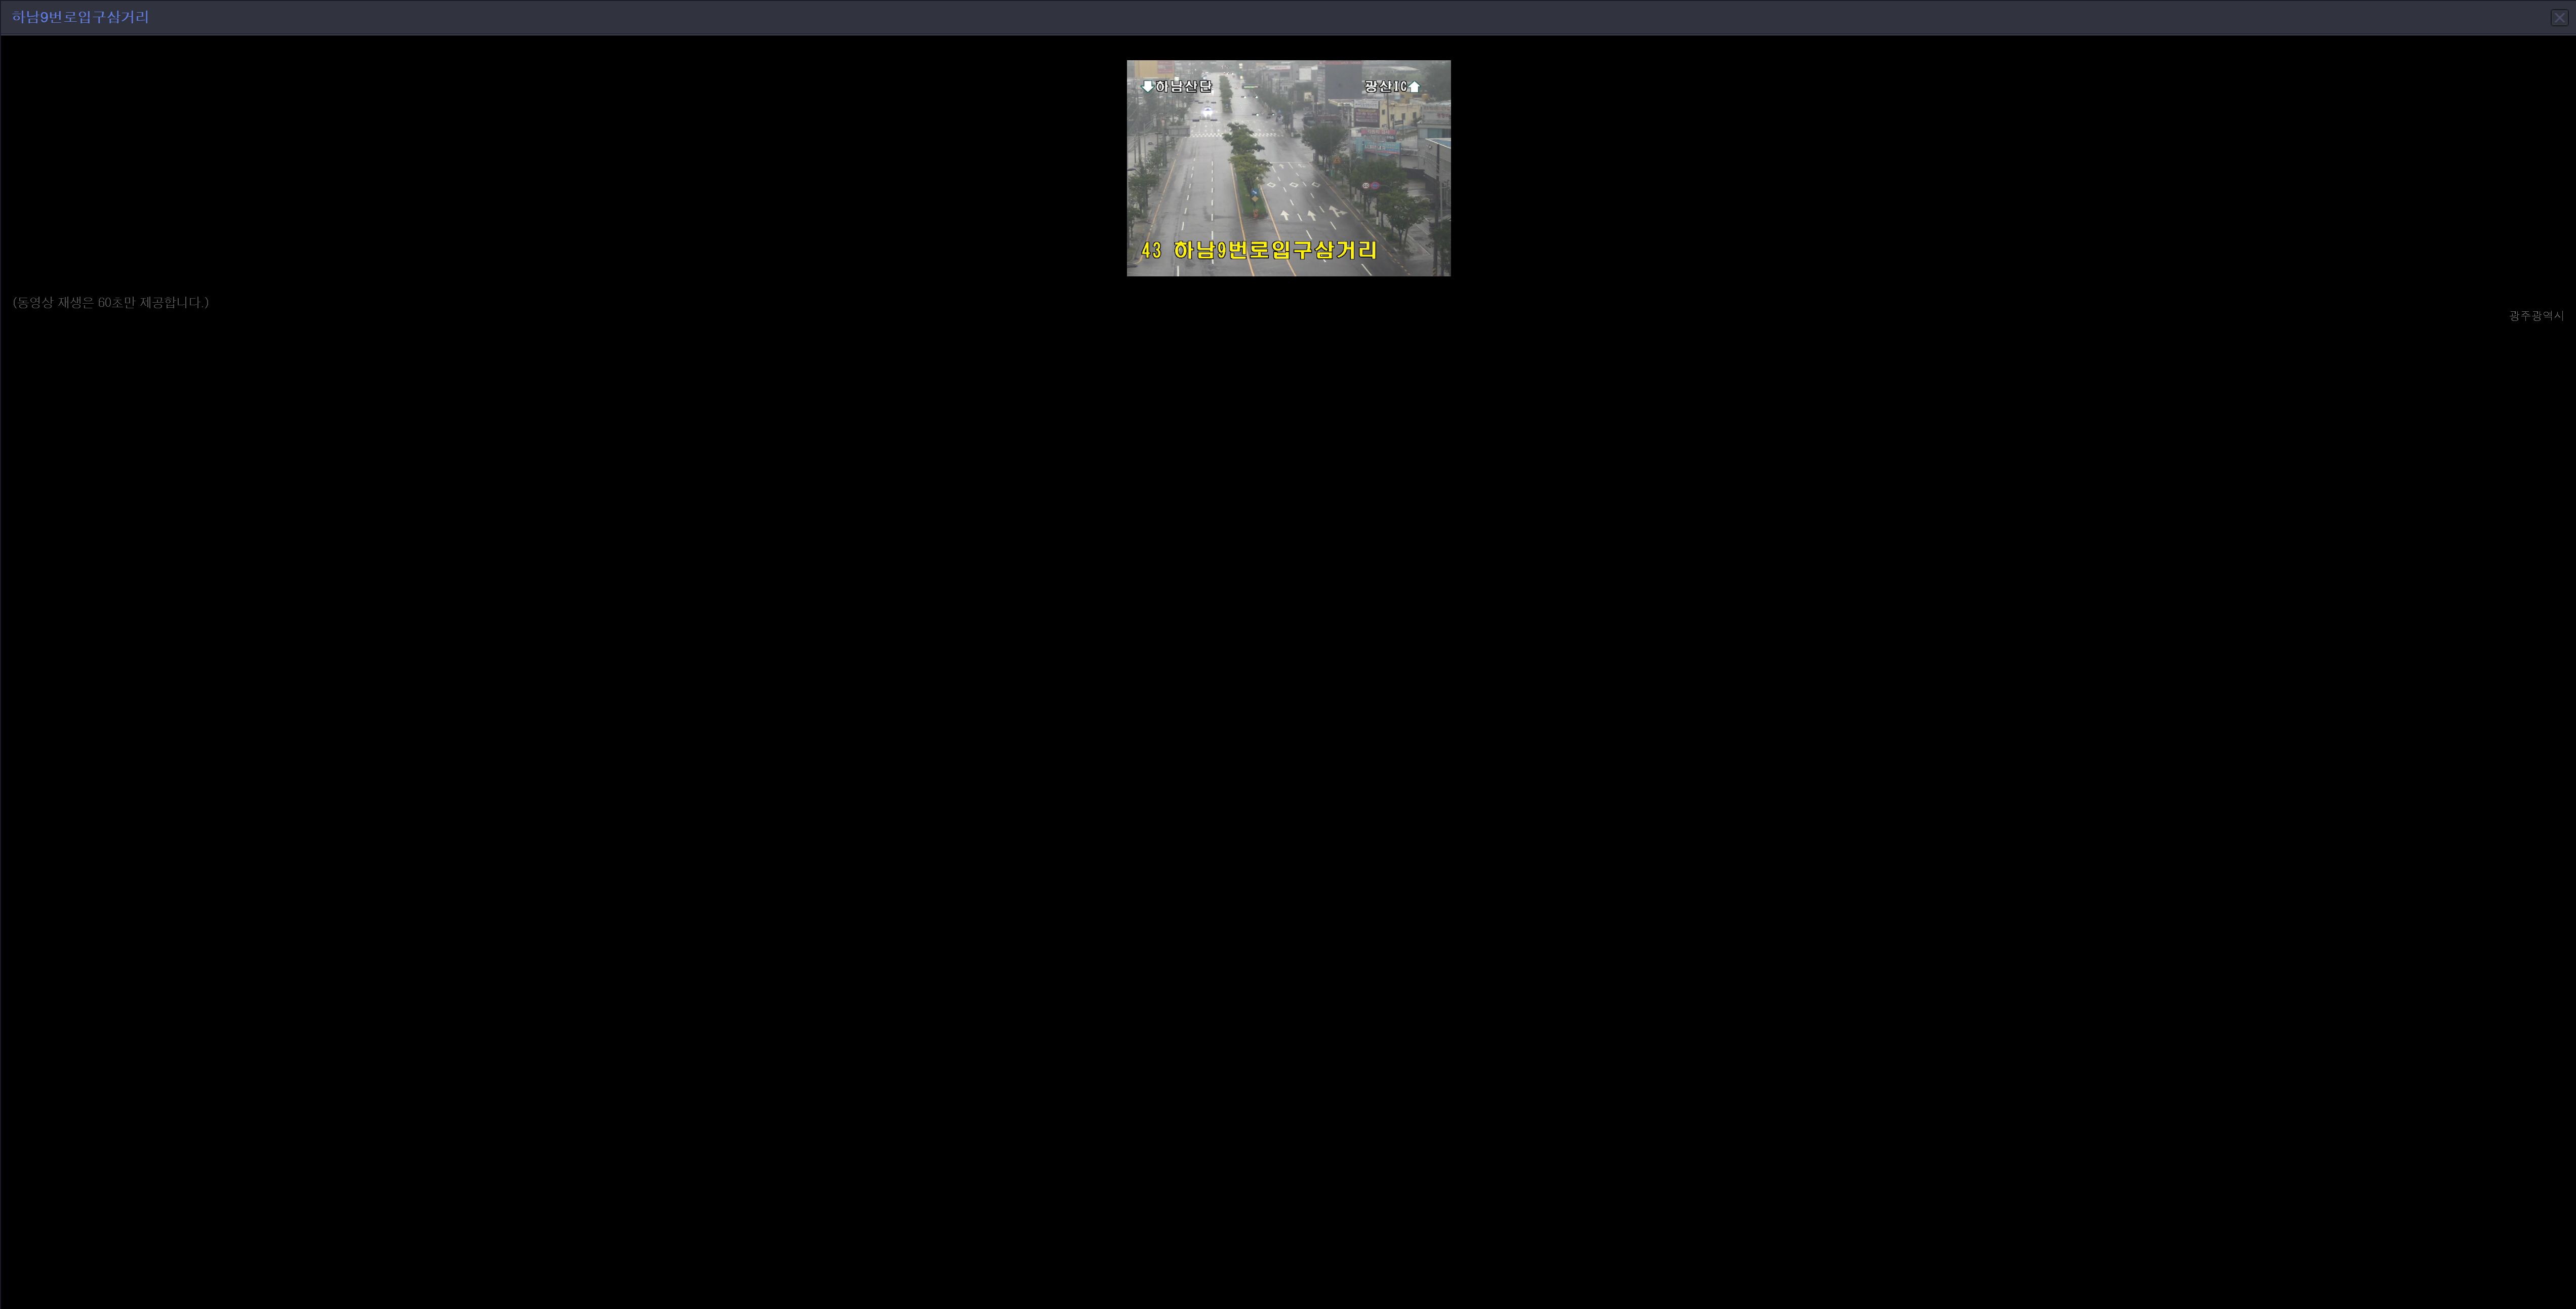 하남9번로입구삼거리
⬇하남산단
광산IC⬆
43 하남9번로입구삼거리
(동영상 재생은 60초만 제공합니다.)
광주광역시